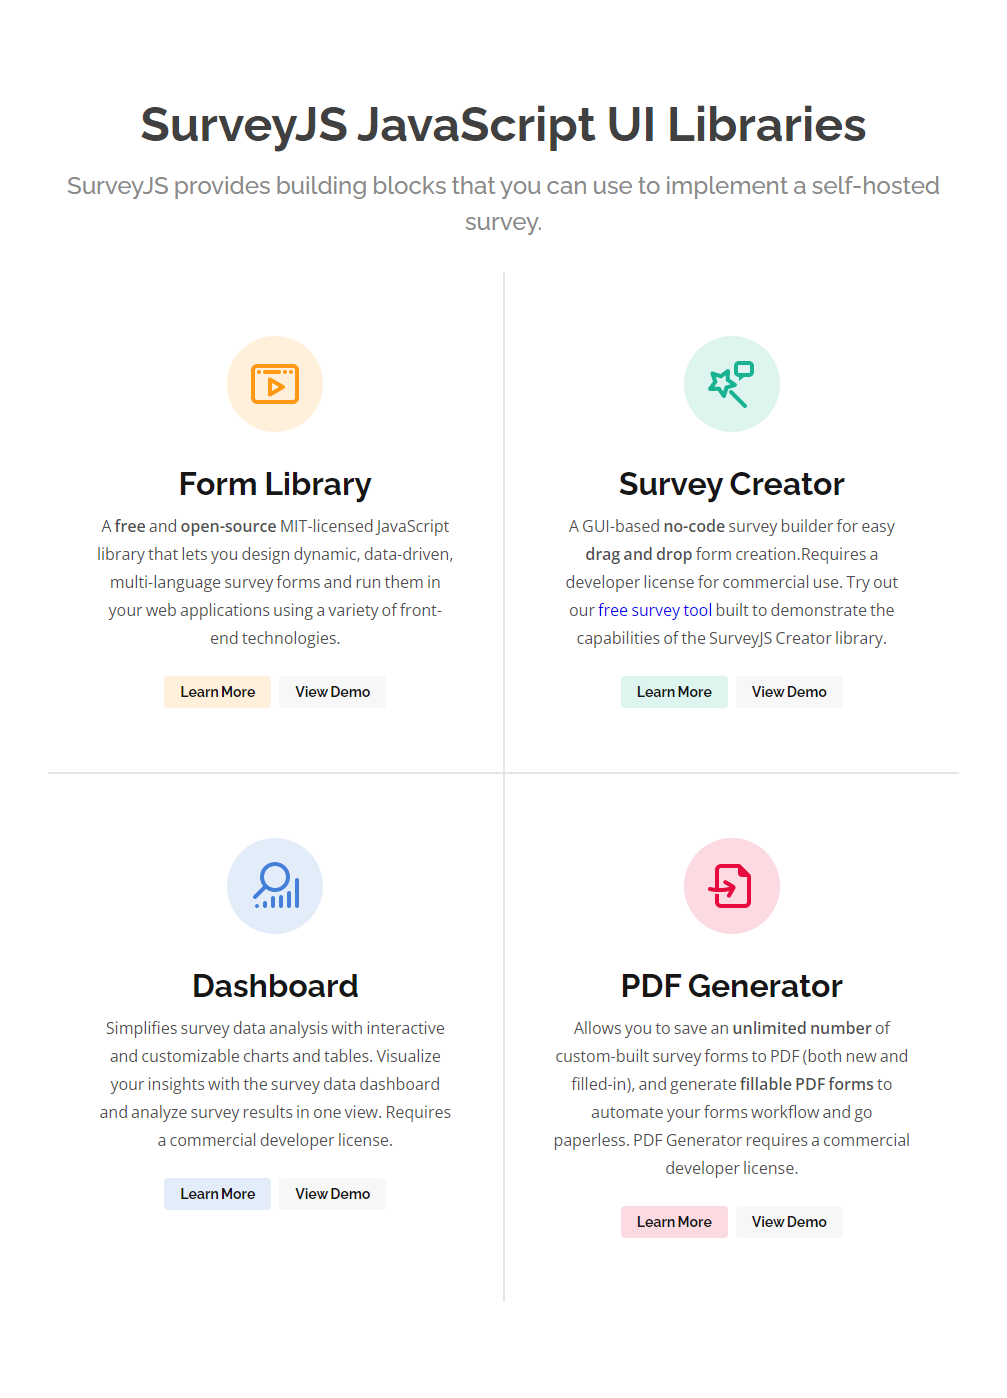 SurveyJS JavaScript UI Libraries
SurveyJS provides building blocks that you can use to implement a self-hosted
survey.
Form Library
A free and open-source MIT-licensed JavaScript
library that lets you design dynamic, data-driven,
multi-language survey forms and run them in
your web applications using a variety of front-
end technologies.
Learn More
View Demo
Survey Creator
A GUI-based no-code survey builder for easy
drag and drop form creation.Requires a
developer license for commercial use. Try out
our free survey tool built to demonstrate the
capabilities of the SurveyJS Creator library.
Learn More
View Demo
Dashboard
Simplifies survey data analysis with interactive
and customizable charts and tables. Visualize
your insights with the survey data dashboard
and analyze survey results in one view. Requires
a commercial developer license.
Learn More
View Demo
PDF Generator
Allows you to save an unlimited number of
custom-built survey forms to PDF (both new and
filled-in), and generate fillable PDF forms to
automate your forms workflow and go
paperless. PDF Generator requires a commercial
developer license.
Learn More
View Demo